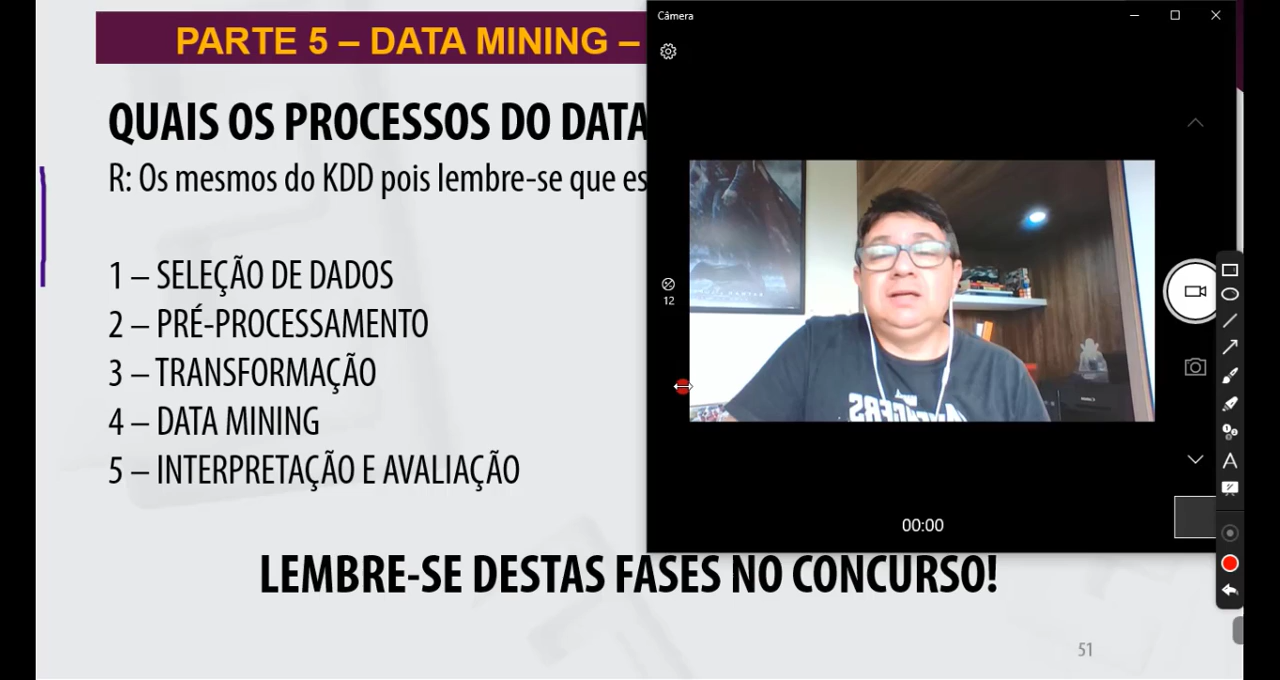 PARTE 5 – DATA MINING –
QUAIS OS PROCESSOS DO DATA
R: Os mesmos do KDD pois lembre-se que es
1 – SELEÇÃO DE DADOS
2 – PRÉ-PROCESSAMENTO
3 – TRANSFORMAÇÃO
4 – DATA MINING
5 – INTERPRETAÇÃO E AVALIAÇÃO
LEMBRE-SE DESTAS FASES NO CONCURSO!
51
Câmera
12
00:00
A